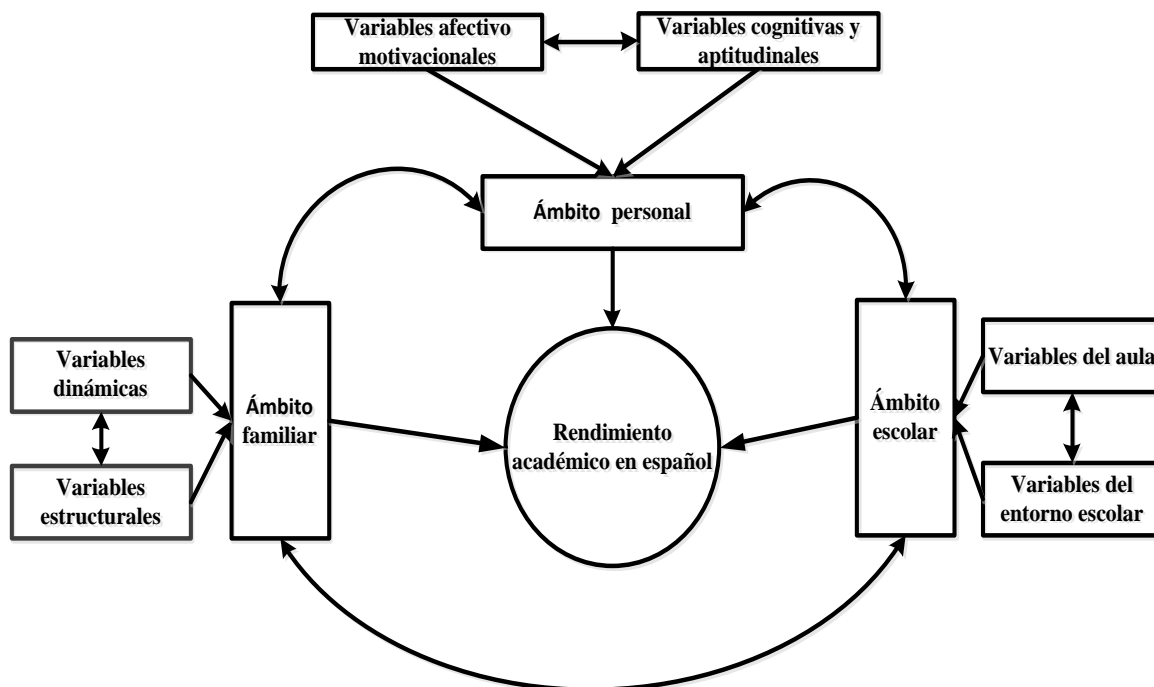 Variables afectivo
motivacionales
Variables cognitivas y
aptitudinales
Ámbito personal
Variables
dinámicas
Ámbito
familiar
Variables
estructurales
Rendimiento
académico en español
Ámbito
escolar
Variables del aula
Variables del
entorno escolar